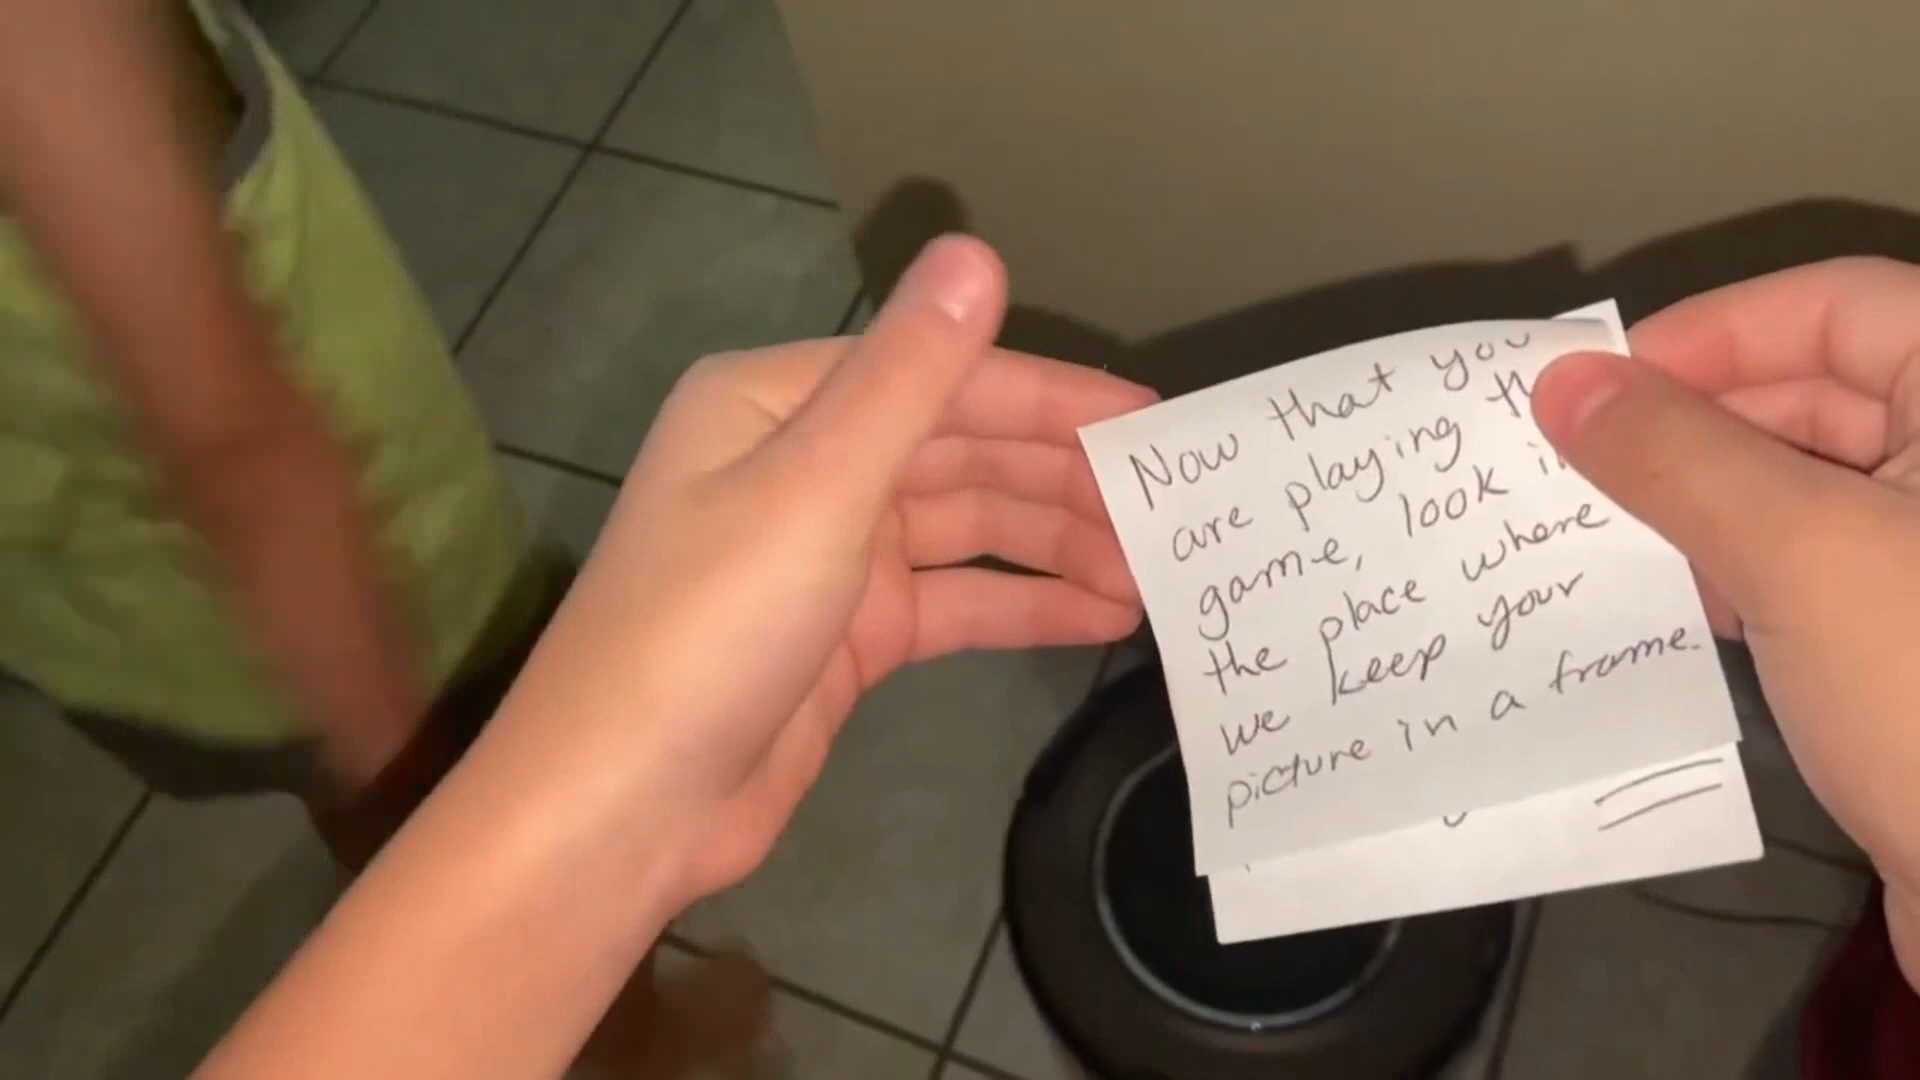 Now that you
are playing
game, look
the place where
we keep your
picture in a frame.